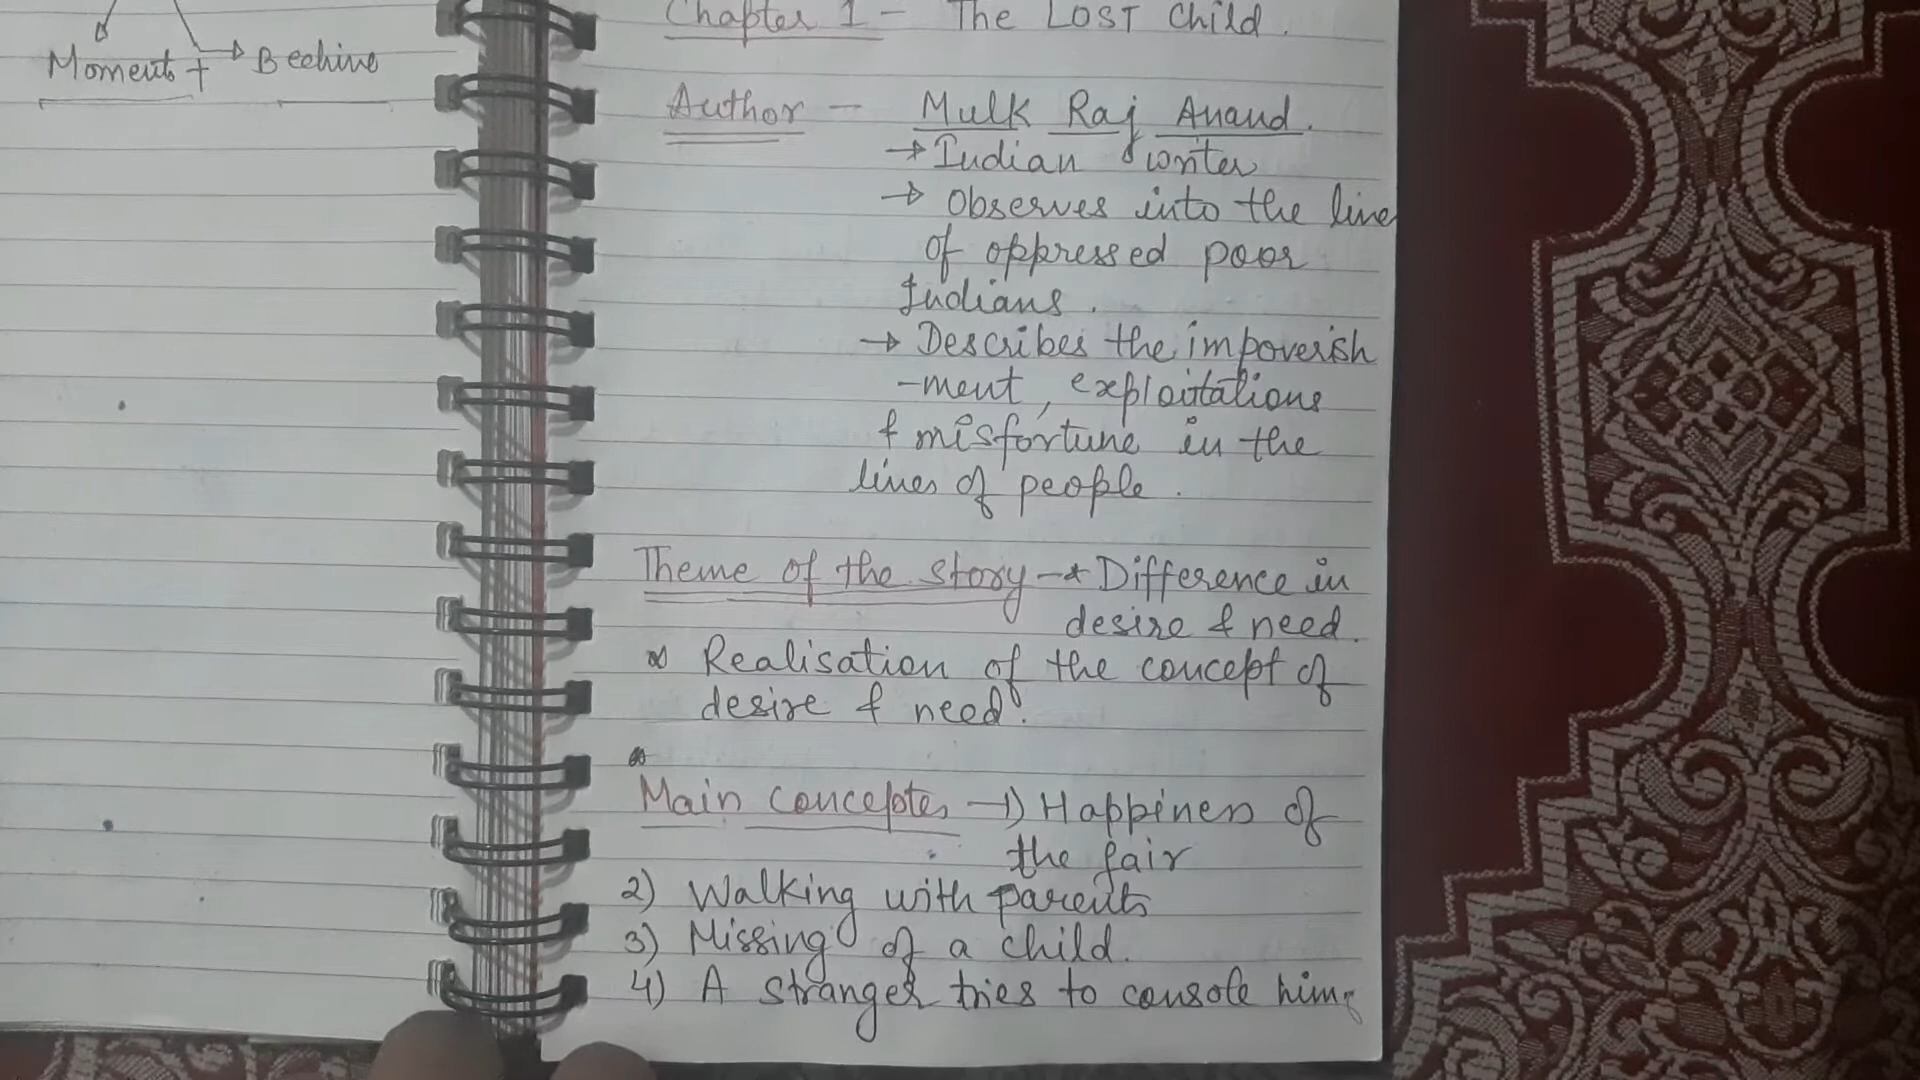 Moments + Beehive
Chapter 1 - The LOST Child.
Author - Mulk Raj Anand.
→ Indian writer
→ Observes into the lives
of oppressed poor
Indians.
→ Describes the impoverish
-ment, exploitations
& misfortune in the
lives of people.
Theme of the story - * Difference in
desire & need.
* Realisation of the concept of
desire & need.
Main concepts - 1) Happiness of
the fair
2) Walking with parents
3) Missing of a child.
4) A stranger tries to console him